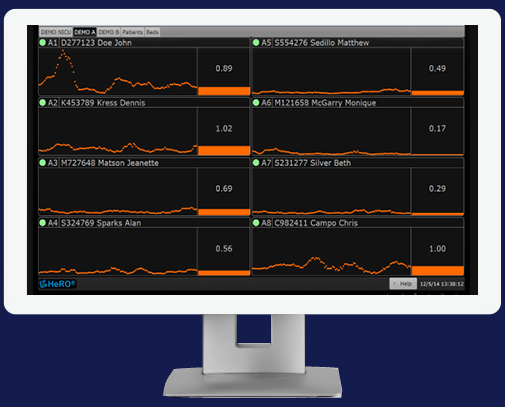 DEMO NICU DEMO A DEMO B Patients Beds
A1 D277123 Doe John
0.89
A5 S554276 Sedillo Matthew
0.49
A2 K453789 Kress Dennis
1.02
A6 M121658 McGarry Monique
0.17
A3 M727648 Matson Jeanette
0.69
A7 S231277 Silver Beth
0.29
A4 S324769 Sparks Alan
0.56
A8 C982411 Campo Chris
1.00
HeRO®
? Help
12/5/14 13:38:12